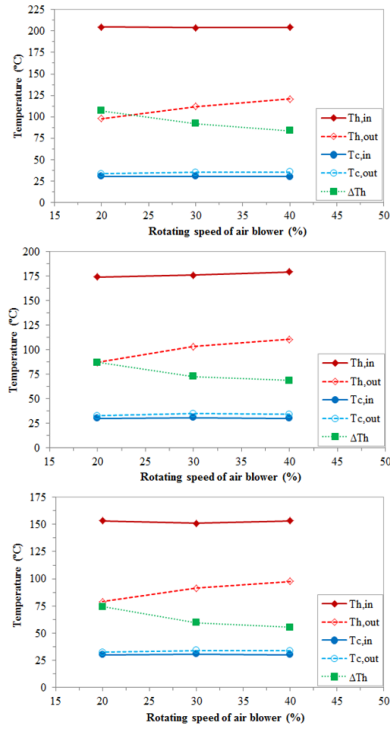 225
200
175
150
125
100
75
50
25
0
Temperature (ºC)
15 20 25 30 35 40 45 50
Rotating speed of air blower (%)
Th,in
Th,out
Tc,in
Tc,out
ΔTh
200
175
150
125
100
75
50
25
0
Temperature (ºC)
15 20 25 30 35 40 45 50
Rotating speed of air blower (%)
Th,in
Th,out
Tc,in
Tc,out
ΔTh
175
150
125
100
75
50
25
0
Temperature (ºC)
15 20 25 30 35 40 45 50
Rotating speed of air blower (%)
Th,in
Th,out
Tc,in
Tc,out
ΔTh